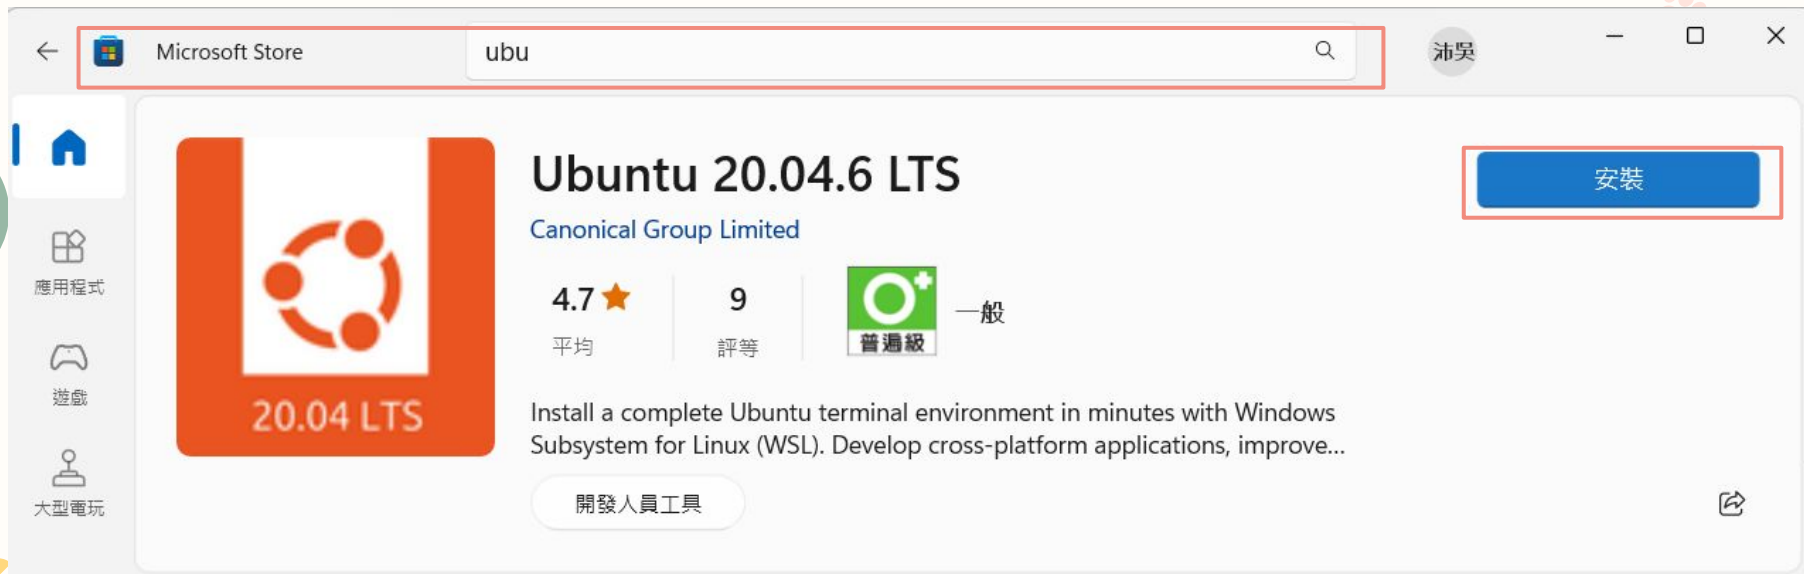 Microsoft Store
ubu
沛吳
應用程式
遊戲
大型電玩
20.04 LTS
Ubuntu 20.04.6 LTS
Canonical Group Limited
安裝
4.7
平均
9
評等
普遍級
一般
Install a complete Ubuntu terminal environment in minutes with Windows
Subsystem for Linux (WSL). Develop cross-platform applications, improve...
開發人員工具